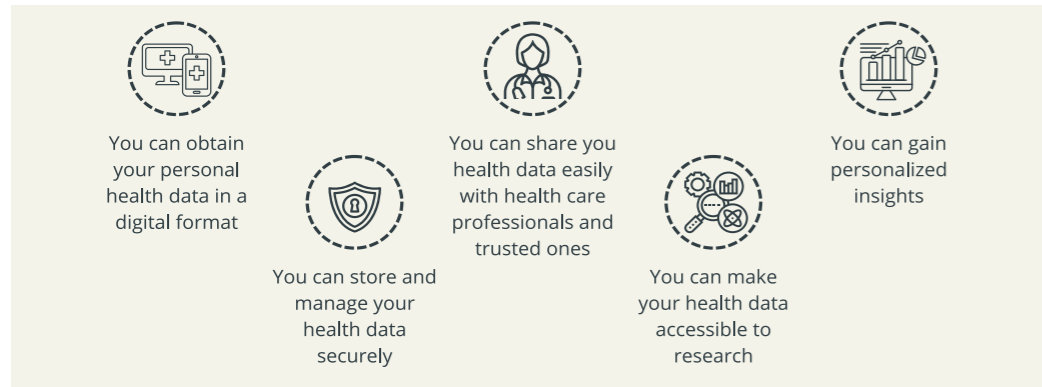 You can obtain
your personal
health data in a
digital format
You can store and
manage your
health data
securely
You can share you
health data easily
with health care
professionals and
trusted ones
You can make
your health data
accessible to
research
You can gain
personalized
insights